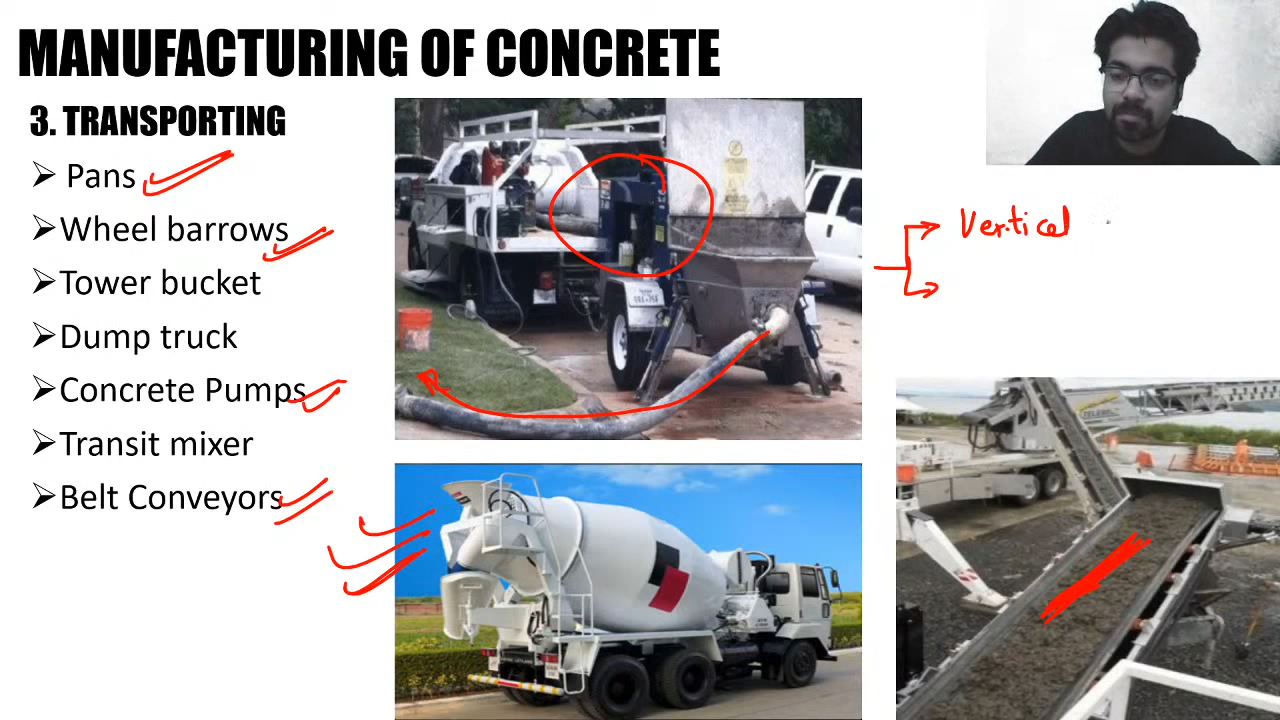 MANUFACTURING OF CONCRETE
3. TRANSPORTING
Pans
Wheel barrows
Tower bucket
Dump truck
Concrete Pumps
Transit mixer
Belt Conveyors
Vertical